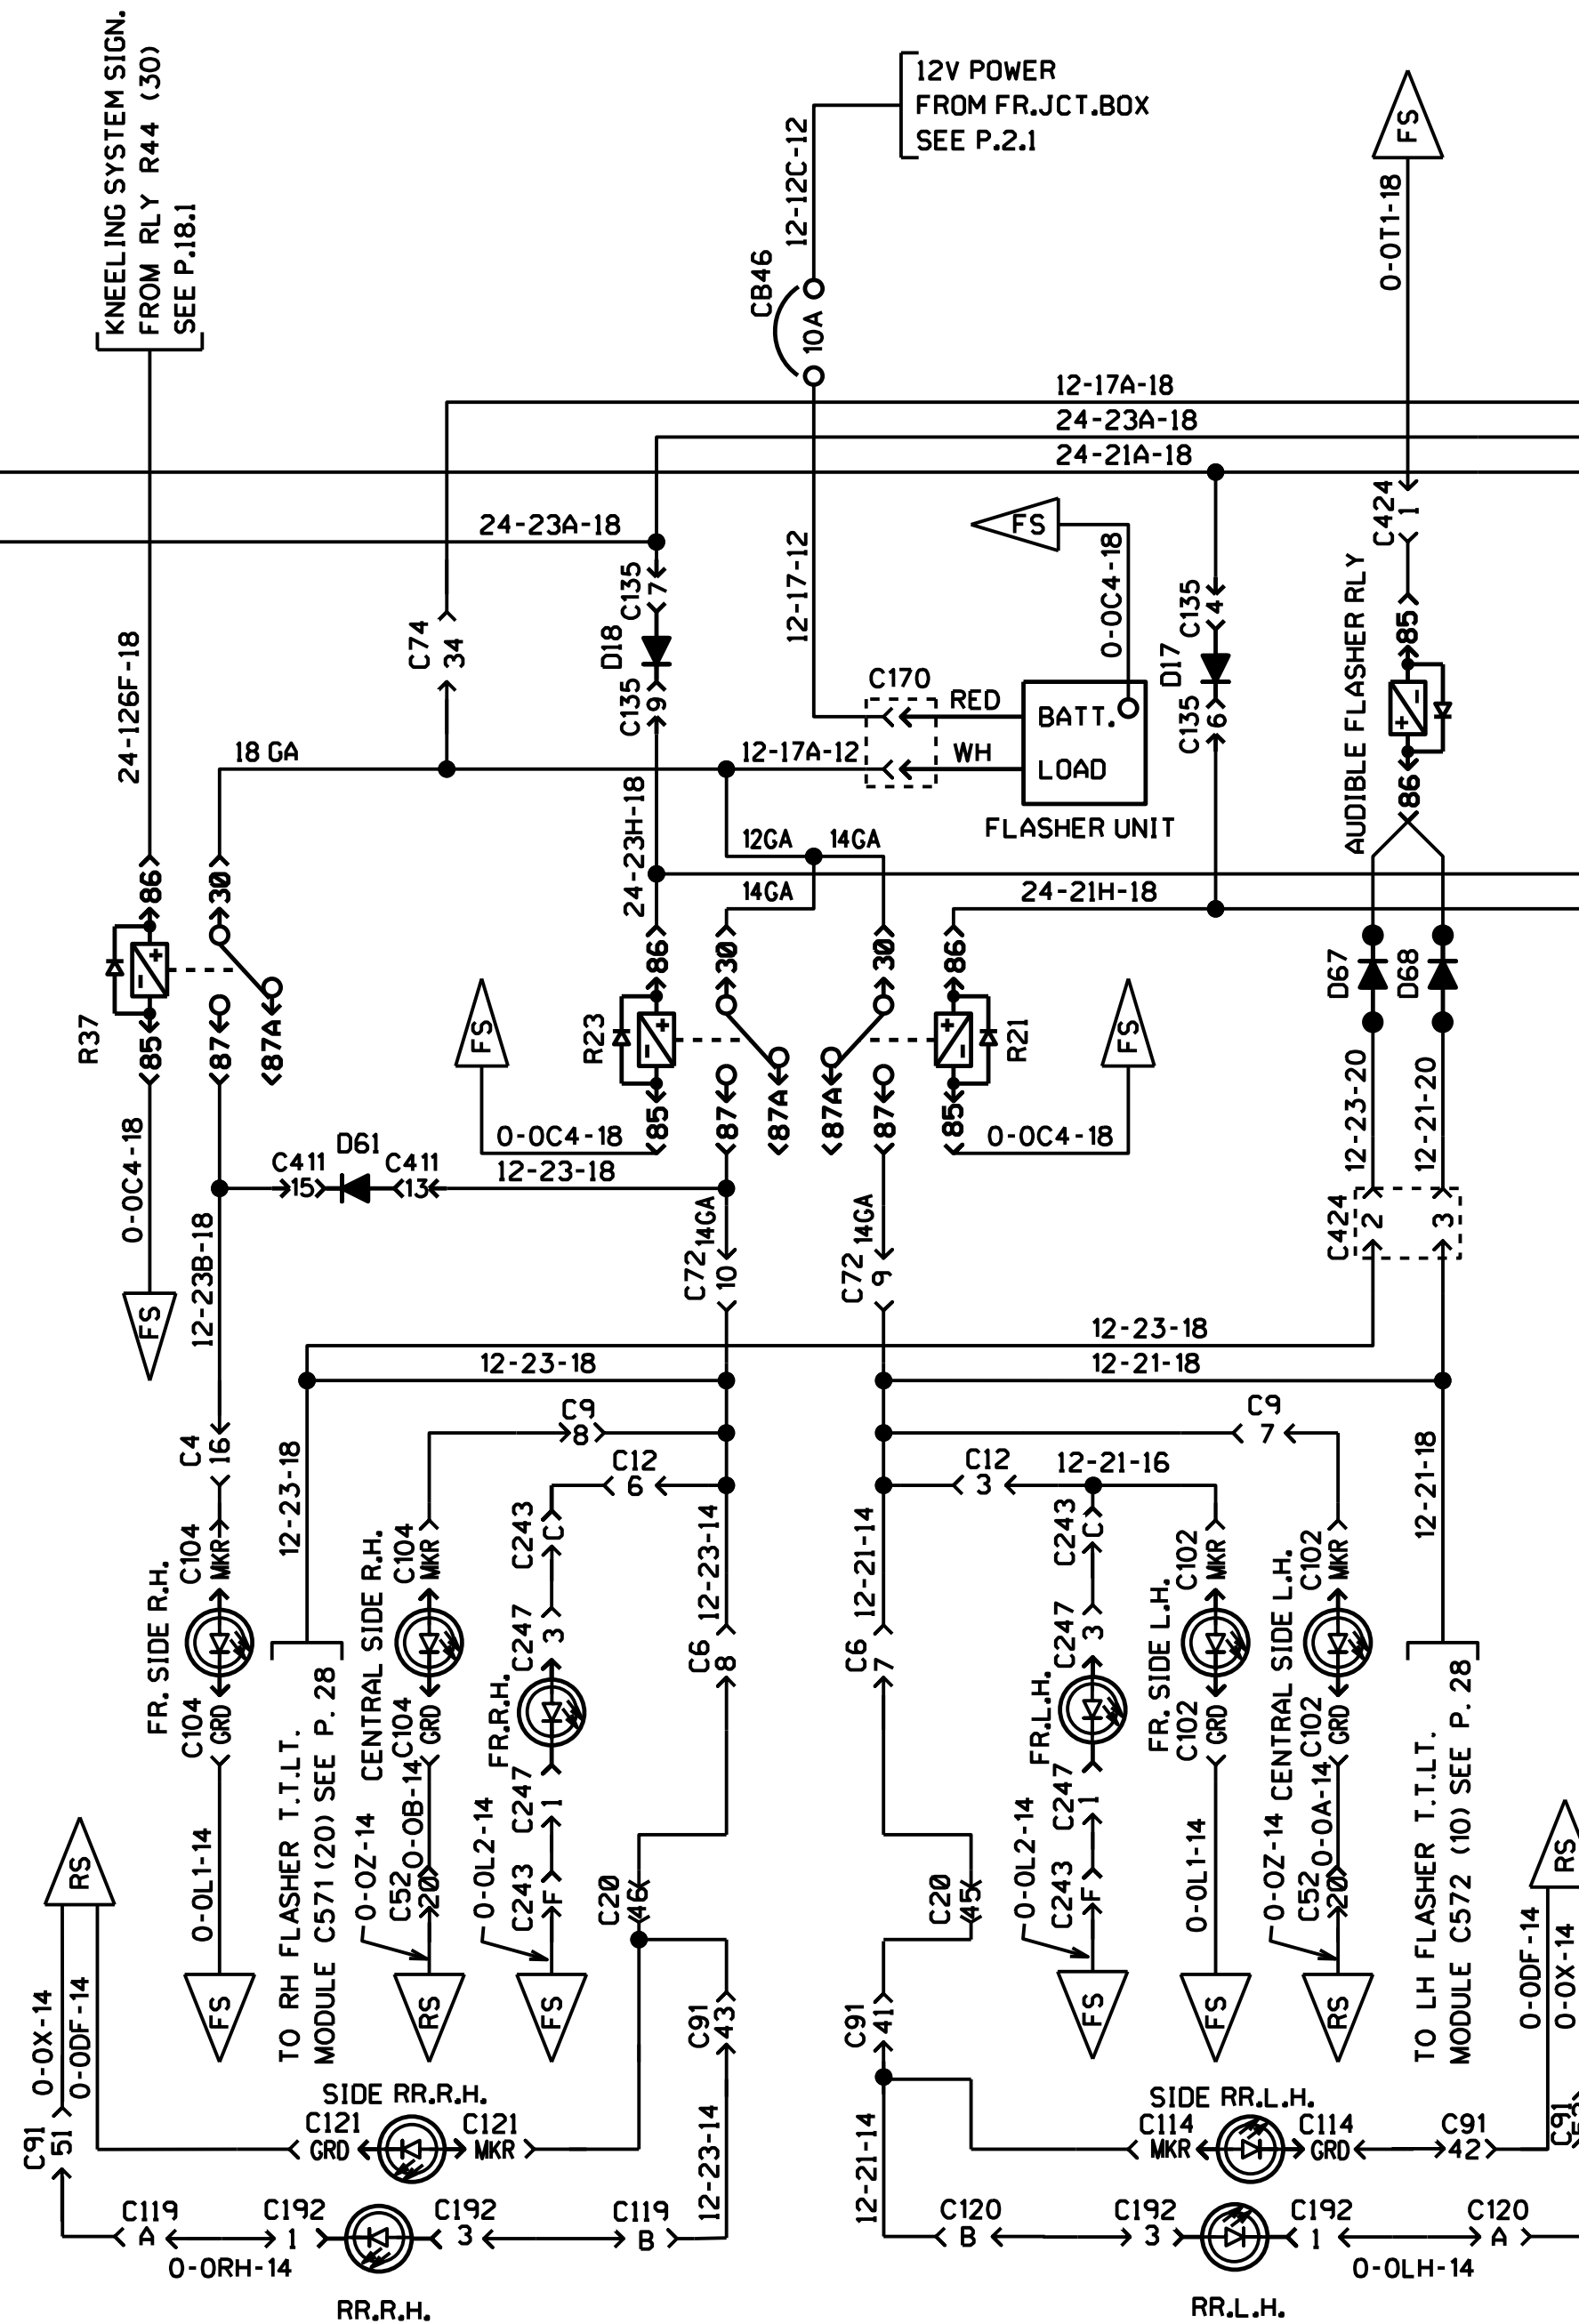 KNEELING SYSTEM SIGN.
FROM RLY R44 (30)
SEE P.18.1
12V POWER
FROM FR.JCT.BOX
SEE P.2.1
12-12C-12
CB46
10A
FS
0-0T1-18
12-17A-18
24-23A-18
24-21A-18
24-23A-18
C424
1
FS
0-0C4-18
12-17-12
C135
7
D18
C135
9
C74
34
24-126F-18
C135
4
D17
C135
6
AUDIBLE FLASHER RLY
85
+ -
86
C170
RED
BATT.
18 GA
12-17A-12
WH
LOAD
FLASHER UNIT
24-23H-18
12GA
14GA
14GA
24-21H-18
86
30
+
-
R37
85
87
87A
86
30
30
86
D67
D68
FS
R23
+
-
+
-
R21
FS
85
87
87A
87A
87
85
0-0C4-18
0-0C4-18
0-0C4-18
12-23-20
12-21-20
D61
C411
15
C411
13
12-23-18
FS
12-23B-18
14GA
C72
10
14GA
C72
9
C424
2
3
12-23-18
12-23-18
12-21-18
C4
16
C9
8
C12
6
C9
7
C12
3
12-21-16
12-23-18
12-21-18
C104
MKR
C104
MKR
C243
C
12-23-14
12-21-14
C243
C
C102
MKR
C102
MKR
FR. SIDE R.H.
C104
GRD
CENTRAL SIDE R.H.
C104
GRD
C247
3
FR.R.H.
C247
1
C6
8
C6
7
C247
3
FR.L.H.
C247
1
FR. SIDE L.H.
C102
GRD
CENTRAL SIDE L.H.
C102
GRD
TO RH FLASHER T.T.LT.
MODULE C571 (20) SEE P. 28
TO LH FLASHER T.T.LT.
MODULE C572 (10) SEE P. 28
RS
0-0L1-14
0-0Z-14
0-0B-14
C52
20
0-0L2-14
C243
F
C20
46
C20
45
0-0L2-14
C243
F
0-0L1-14
0-0Z-14
0-0A-14
C52
20
RS
FS
RS
FS
FS
FS
RS
0-0X-14
0-0DF-14
C91
43
C91
41
0-0DF-14
0-0X-14
SIDE RR.R.H.
SIDE RR.L.H.
C91
51
C121
GRD
C121
MKR
12-23-14
12-21-14
C114
MKR
C114
GRD
C91
42
C91
C119
A
C192
1
C192
3
C119
B
C120
B
C192
3
C192
1
C120
A
0-0RH-14
0-0LH-14
RR.R.H.
RR.L.H.